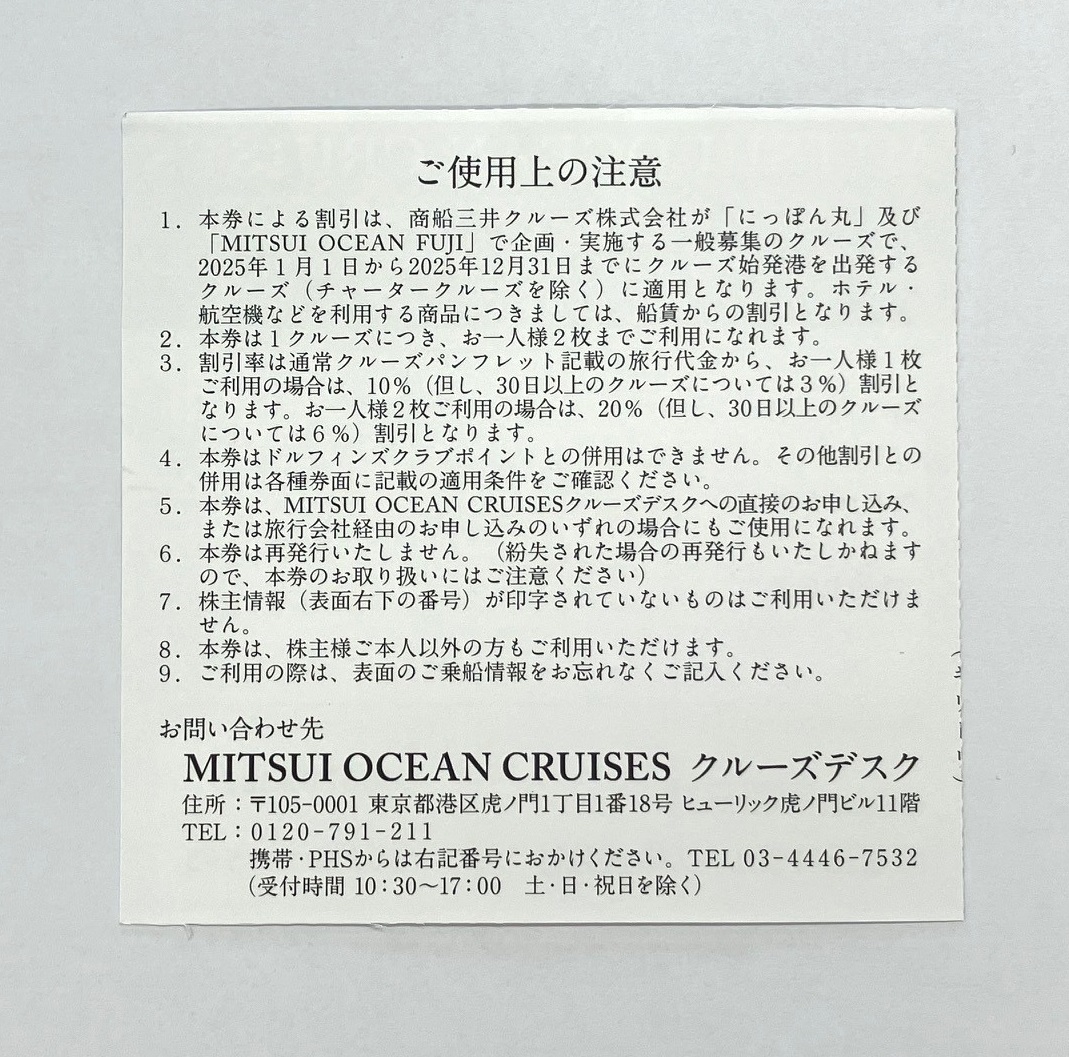 ご使用上の注意
1. 本券による割引は、商船三井クルーズ株式会社が「にっぽん丸」及び
「MITSUI OCEAN FUJI」で企画・実施する一般募集のクルーズで、
2025年1月1日から2025年12月31日までにクルーズ始発港を出発する
クルーズ（チャータークルーズを除く）に適用となります。ホテル・
航空機などを利用する商品につきましては、船賃からの割引となります。
2. 本券は1クルーズにつき、お一人様2枚までご利用になれます。
3. 割引率は通常クルーズパンフレット記載の旅行代金から、お一人様1枚
ご利用の場合は、10%（但し、30日以上のクルーズについては3%）割引と
なります。お一人様2枚ご利用の場合は、20%（但し、30日以上のクルーズ
については6%）割引となります。
4. 本券はドルフィンズクラブポイントとの併用はできません。その他割引との
併用は各種券面に記載の適用条件をご確認ください。
5. 本券は、MITSUI OCEAN CRUISESクルーズデスクへの直接のお申し込み、
または旅行会社経由のお申し込みのいずれの場合にもご使用になれます。
6. 本券は再発行いたしません。（紛失された場合の再発行もいたしかねます
ので、本券のお取り扱いにはご注意ください）
7. 株主情報（表面右下の番号）が印字されていないものはご利用いただけま
せん。
8. 本券は、株主様ご本人以外の方もご利用いただけます。
9. ご利用の際は、表面のご乗船情報をお忘れなくご記入ください。
お問い合わせ先
MITSUI OCEAN CRUISES クルーズデスク
住所：〒105-0001 東京都港区虎ノ門1丁目1番18号 ヒューリック虎ノ門ビル11階
TEL：0120-791-211
携帯・PHSからは右記番号におかけください。TEL 03-4446-7532
（受付時間 10:30～17:00　土・日・祝日を除く）